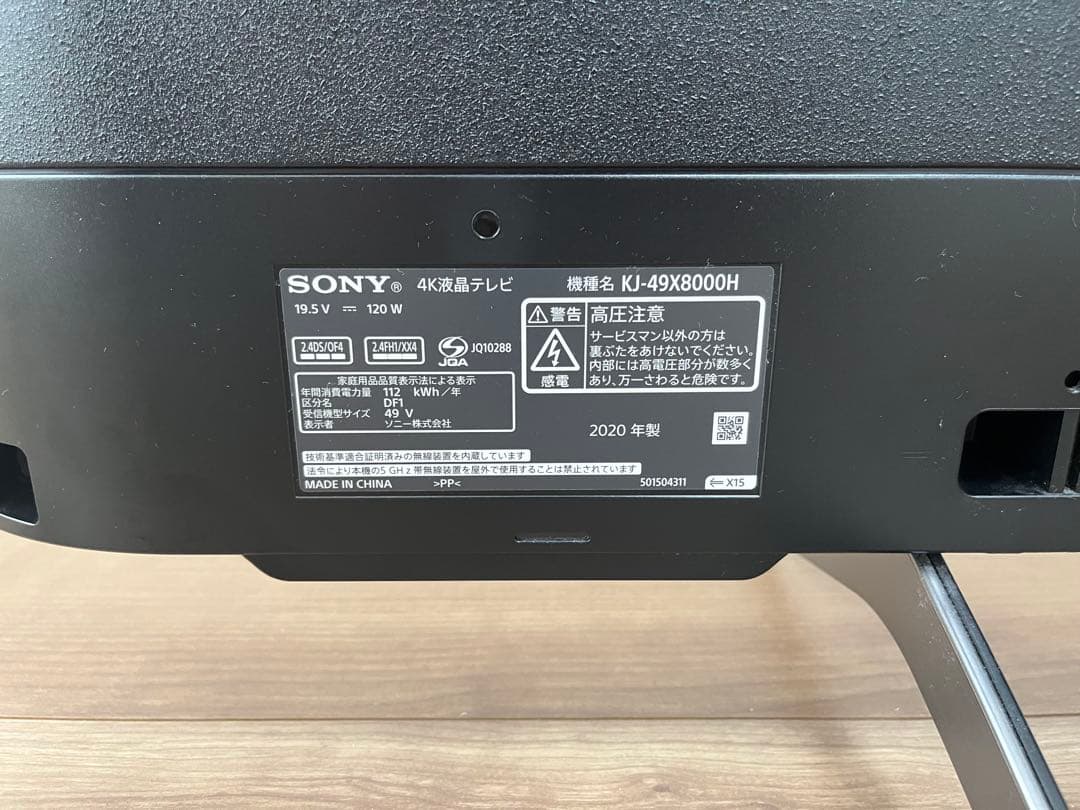 SONY® 4K液晶テレビ 機種名 KJ-49X8000H
19.5 V ⎓ 120 W
2.4DS/OF4 2.4FH1/XX4 JQA JQ10288
家庭用品品質表示法による表示
年間消費電力量 112 kWh/年
区分名 DF1
受信機型サイズ 49 V
表示者 ソニー株式会社
警告 高圧注意
感電
サービスマン以外の方は
裏ぶたをあけないでください。
内部には高電圧部分が数多く
あり、万一さわると危険です。
2020 年製
技術基準適合証明済みの無線装置を内蔵しています
法令により本機の5 GHz帯無線装置を屋外で使用することは禁止されています
MADE IN CHINA >PP< 501504311 ⇐ X15